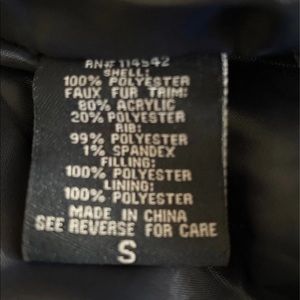 RN# 114542
SHELL:
100% POLYESTER
FAUX FUR TRIM:
80% ACRYLIC
20% POLYESTER
RIB:
99% POLYESTER
1% SPANDEX
FILLING:
100% POLYESTER
LINING:
100% POLYESTER
MADE IN CHINA
SEE REVERSE FOR CARE
S